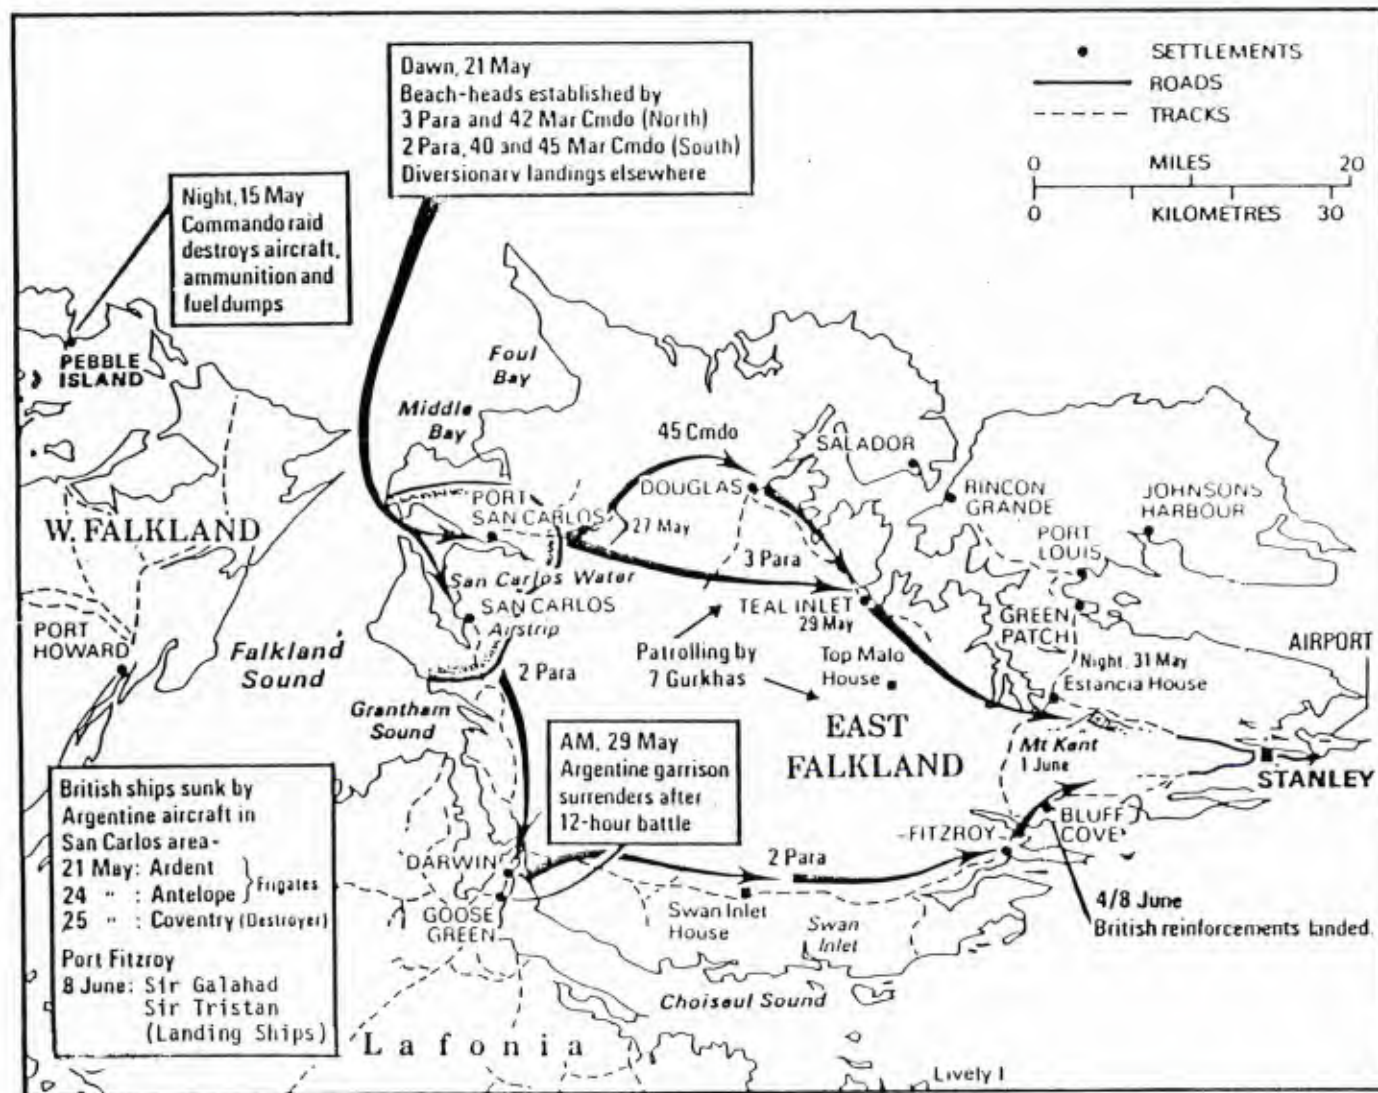 Dawn, 21 May
Beach-heads established by
3 Para and 42 Mar Cmdo (North)
2 Para, 40 and 45 Mar Cmdo (South)
Diversionary landings elsewhere
SETTLEMENTS
ROADS
TRACKS
0 MILES 20
0 KILOMETRES 30
Night, 15 May
Commando raid
destroys aircraft,
ammunition and
fuel dumps
PEBBLE
ISLAND
Foul
Bay
Middle
Bay
45 Cmdo
SALADOR
DOUGLAS
RINCON
GRANDE
JOHNSONS
HARBOUR
PORT
LOUIS
W. FALKLAND
PORT
SAN CARLOS
27 May
3 Para
San Carlos Water
SAN CARLOS
Airstrip
TEAL INLET
29 May
GREEN
PATCH
AIRPORT
PORT
HOWARD
Falkland
Sound
2 Para
Patrolling by
7 Gurkhas
Top Malo
House
Night, 31 May
Estancia House
Grantham
Sound
EAST
FALKLAND
Mt Kent
1 June
STANLEY
AM, 29 May
Argentine garrison
surrenders after
12-hour battle
British ships sunk by
Argentine aircraft in
San Carlos area-
21 May: Ardent
24 " : Antelope } Frigates
25 " : Coventry (Destroyer)
Port Fitzroy
8 June: Sir Galahad
Sir Tristan
(Landing Ships)
FITZROY
BLUFF
COVE
DARWIN
2 Para
GOOSE
GREEN
Swan Inlet
House
Swan
Inlet
4/8 June
British reinforcements landed
Choiseul Sound
Lafonia
Lively I